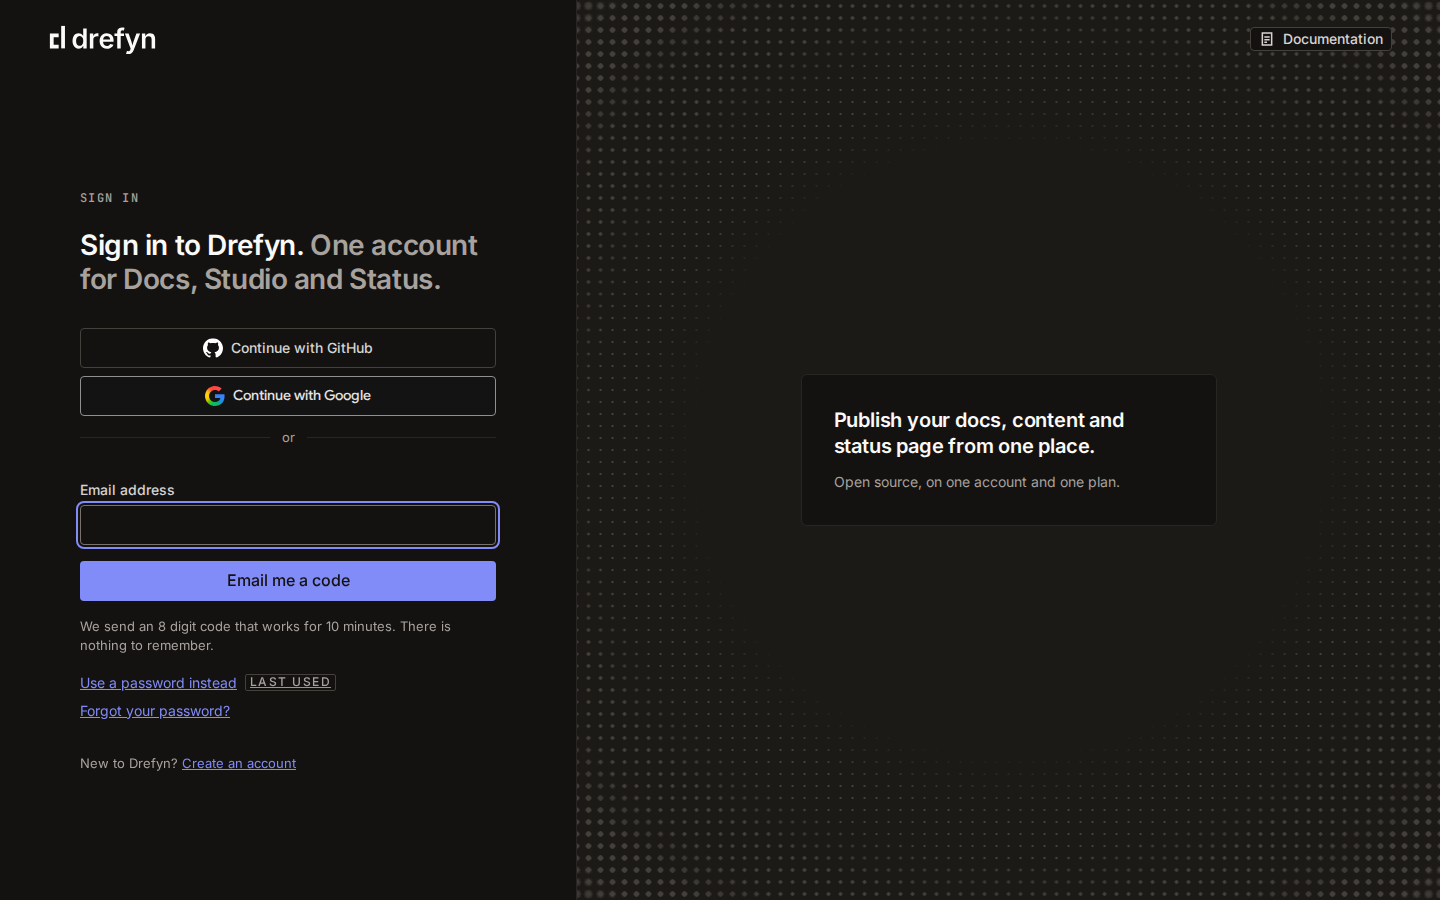 drefyn
Documentation
SIGN IN
Sign in to Drefyn. One account
for Docs, Studio and Status.
Continue with GitHub
Continue with Google
or
Email address
Email me a code
We send an 8 digit code that works for 10 minutes. There is
nothing to remember.
Use a password instead LAST USED
Forgot your password?
New to Drefyn? Create an account
Publish your docs, content and
status page from one place.
Open source, on one account and one plan.